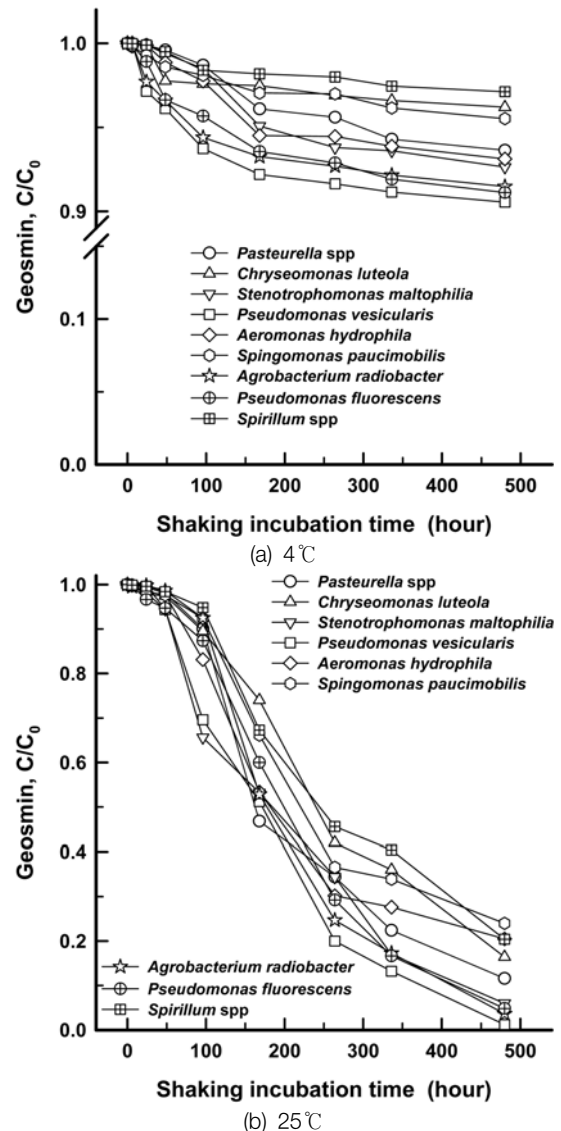 1.0
0.9
0.1
0.0
Geosmin, C/C0
Pasteurella spp
Chryseomonas luteola
Stenotrophomonas maltophilia
Pseudomonas vesicularis
Aeromonas hydrophila
Spingomonas paucimobilis
Agrobacterium radiobacter
Pseudomonas fluorescens
Spirillum spp
0 100 200 300 400 500
Shaking incubation time (hour)
(a) 4℃
1.0
0.8
0.6
0.4
0.2
0.0
Geosmin, C/C0
Pasteurella spp
Chryseomonas luteola
Stenotrophomonas maltophilia
Pseudomonas vesicularis
Aeromonas hydrophila
Spingomonas paucimobilis
Agrobacterium radiobacter
Pseudomonas fluorescens
Spirillum spp
0 100 200 300 400 500
Shaking incubation time (hour)
(b) 25℃